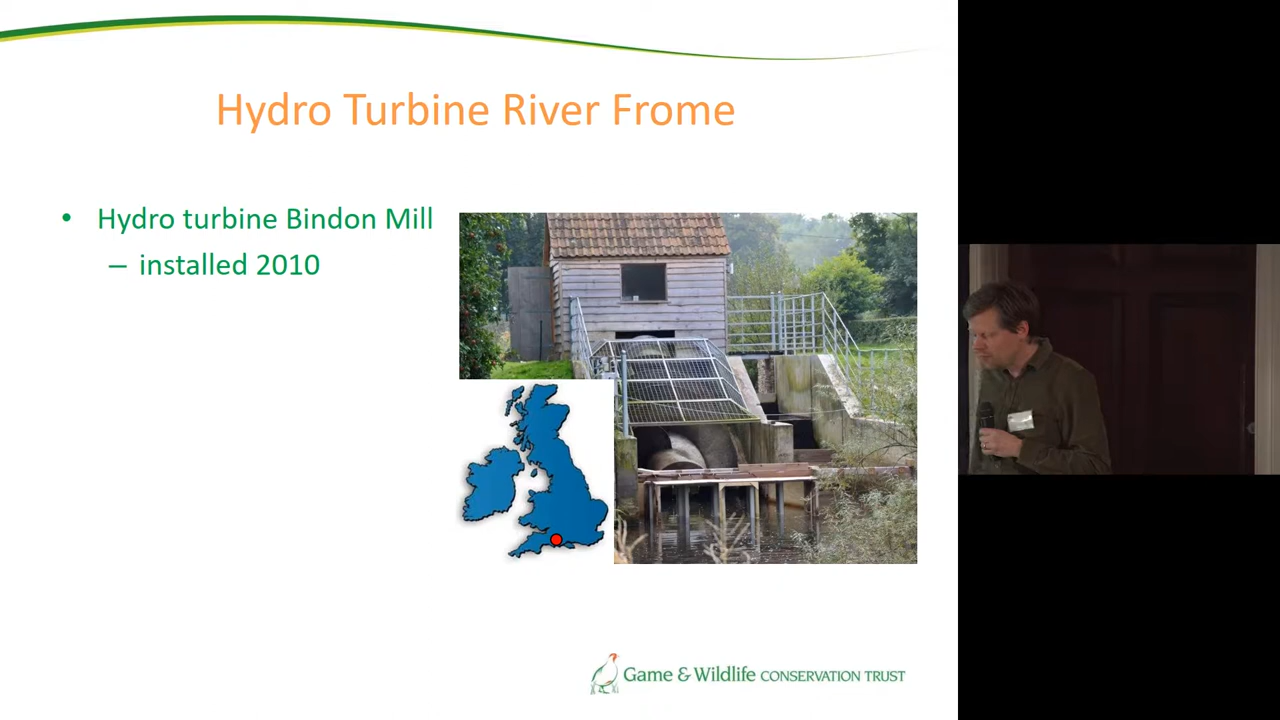 Hydro Turbine River Frome
• Hydro turbine Bindon Mill
– installed 2010
Game & Wildlife CONSERVATION TRUST